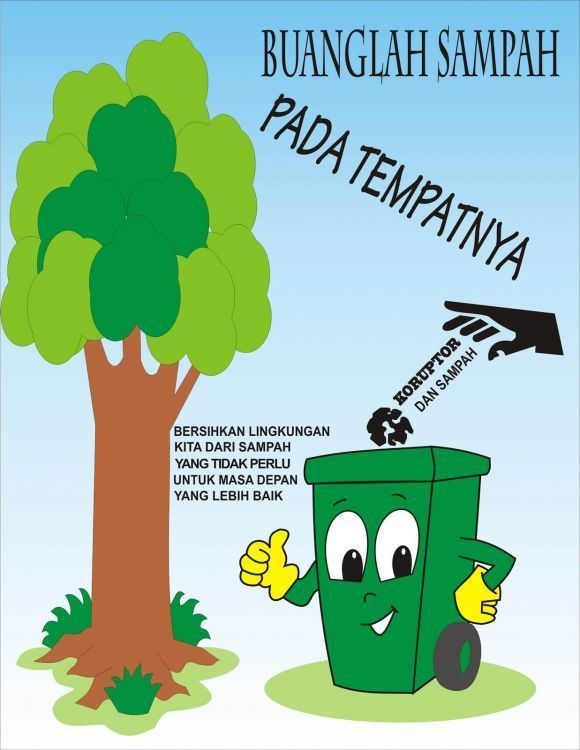 BUANGLAH SAMPAH
PADA TEMPATNYA
KORUPTOR
DAN SAMPAH
BERSIHKAN LINGKUNGAN
KITA DARI SAMPAH
YANG TIDAK PERLU
UNTUK MASA DEPAN
YANG LEBIH BAIK